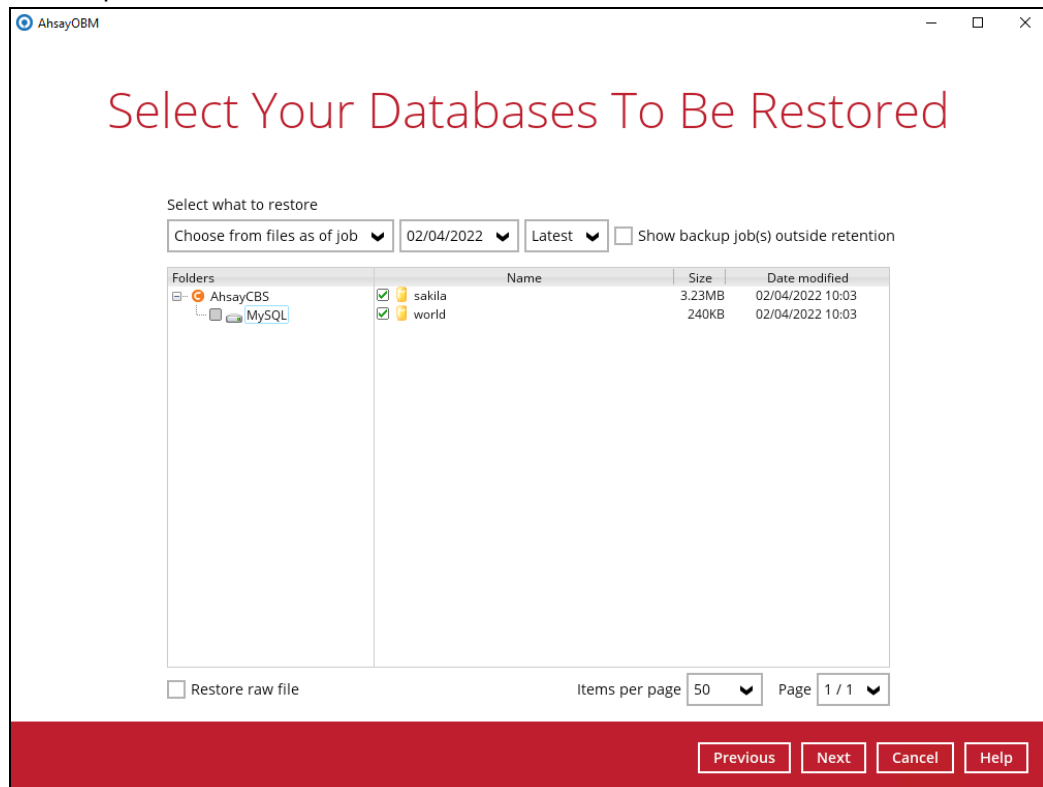 AhsayOBM
Select Your Databases To Be Restored
Select what to restore
Choose from files as of job 02/04/2022 Latest Show backup job(s) outside retention
Folders Name Size Date modified
AhsayCBS sakila 3.23MB 02/04/2022 10:03
MySQL world 240KB 02/04/2022 10:03
Restore raw file Items per page 50 Page 1 / 1
Previous Next Cancel Help